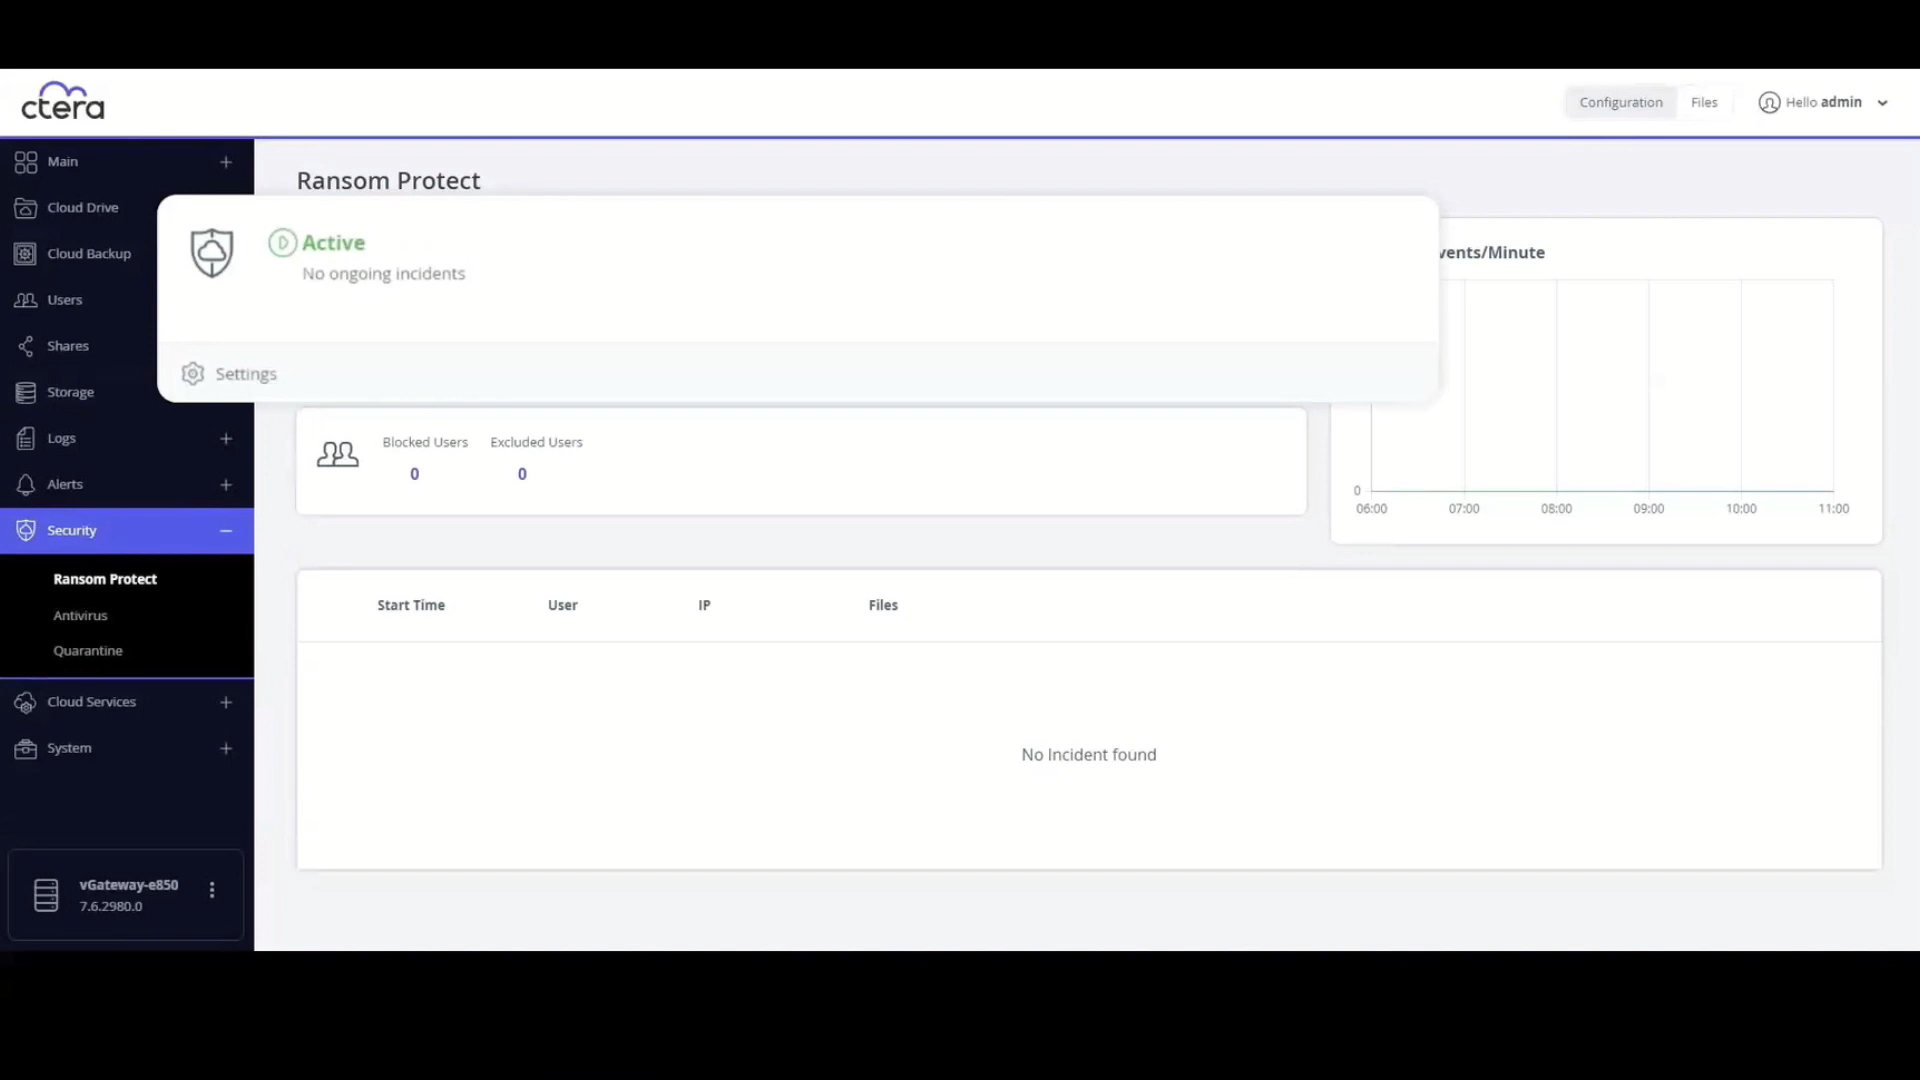 ctera
Configuration
Files
Hello admin
Main
Cloud Drive
Cloud Backup
Users
Shares
Storage
Logs
Alerts
Security
Ransom Protect
Antivirus
Quarantine
Cloud Services
System
vGateway-e850
7.6.2980.0
Ransom Protect
Active
No ongoing incidents
Settings
Blocked Users Excluded Users
0 0
vents/Minute
0
06:00 07:00 08:00 09:00 10:00 11:00
Start Time User IP Files
No Incident found